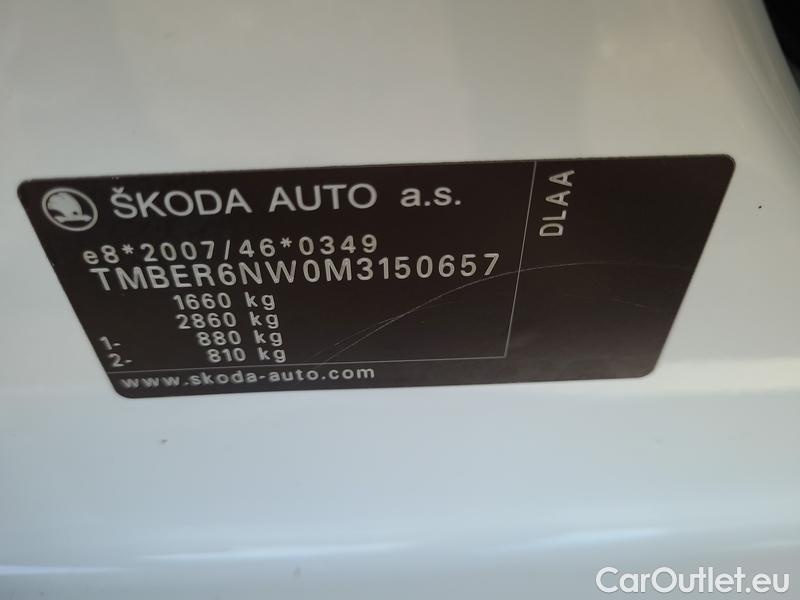 ŠKODA AUTO a.s.
DLAA
e8*2007/46*0349
TMBER6NW0M3150657
1660 kg
2860 kg
1- 880 kg
2- 810 kg
www.skoda-auto.com
CarOutlet.eu